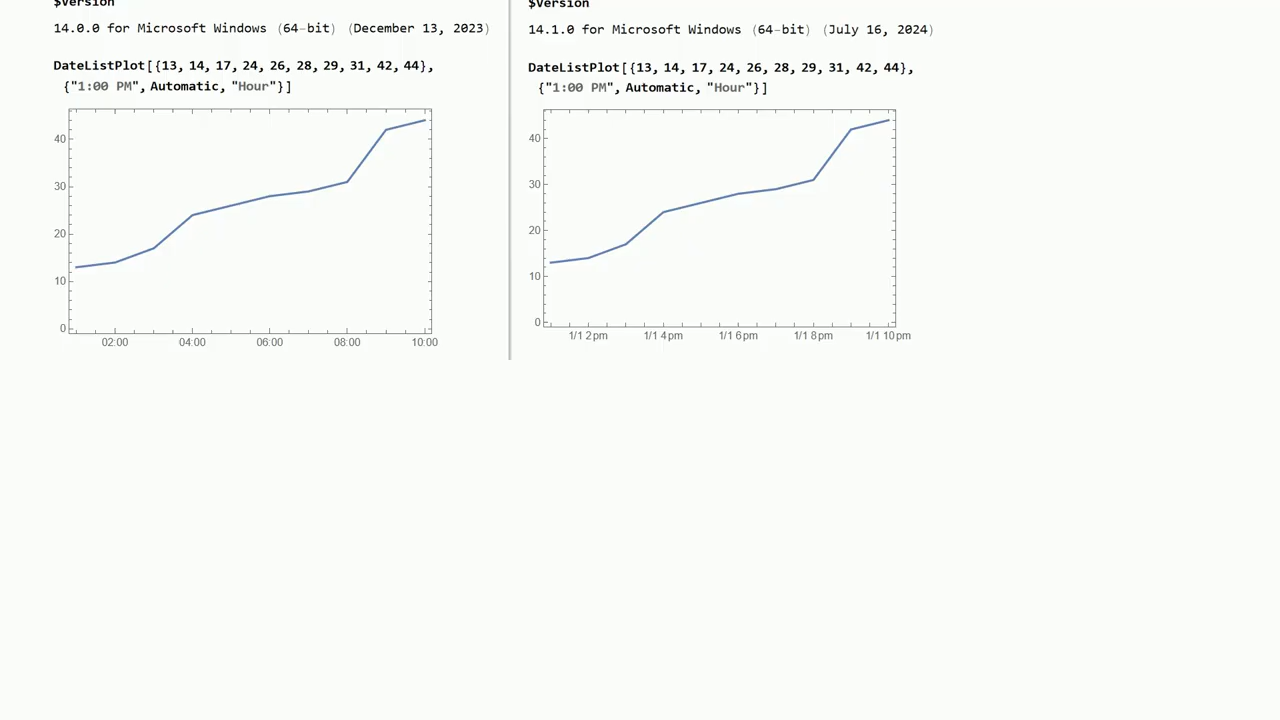 $Version
14.0.0 for Microsoft Windows (64-bit) (December 13, 2023)
DateListPlot[{13, 14, 17, 24, 26, 28, 29, 31, 42, 44},
{"1:00 PM", Automatic, "Hour"}]
40
30
20
10
0
02:00 04:00 06:00 08:00 10:00
$Version
14.1.0 for Microsoft Windows (64-bit) (July 16, 2024)
DateListPlot[{13, 14, 17, 24, 26, 28, 29, 31, 42, 44},
{"1:00 PM", Automatic, "Hour"}]
40
30
20
10
0
1/1 2pm 1/1 4pm 1/1 6pm 1/1 8pm 1/1 10pm